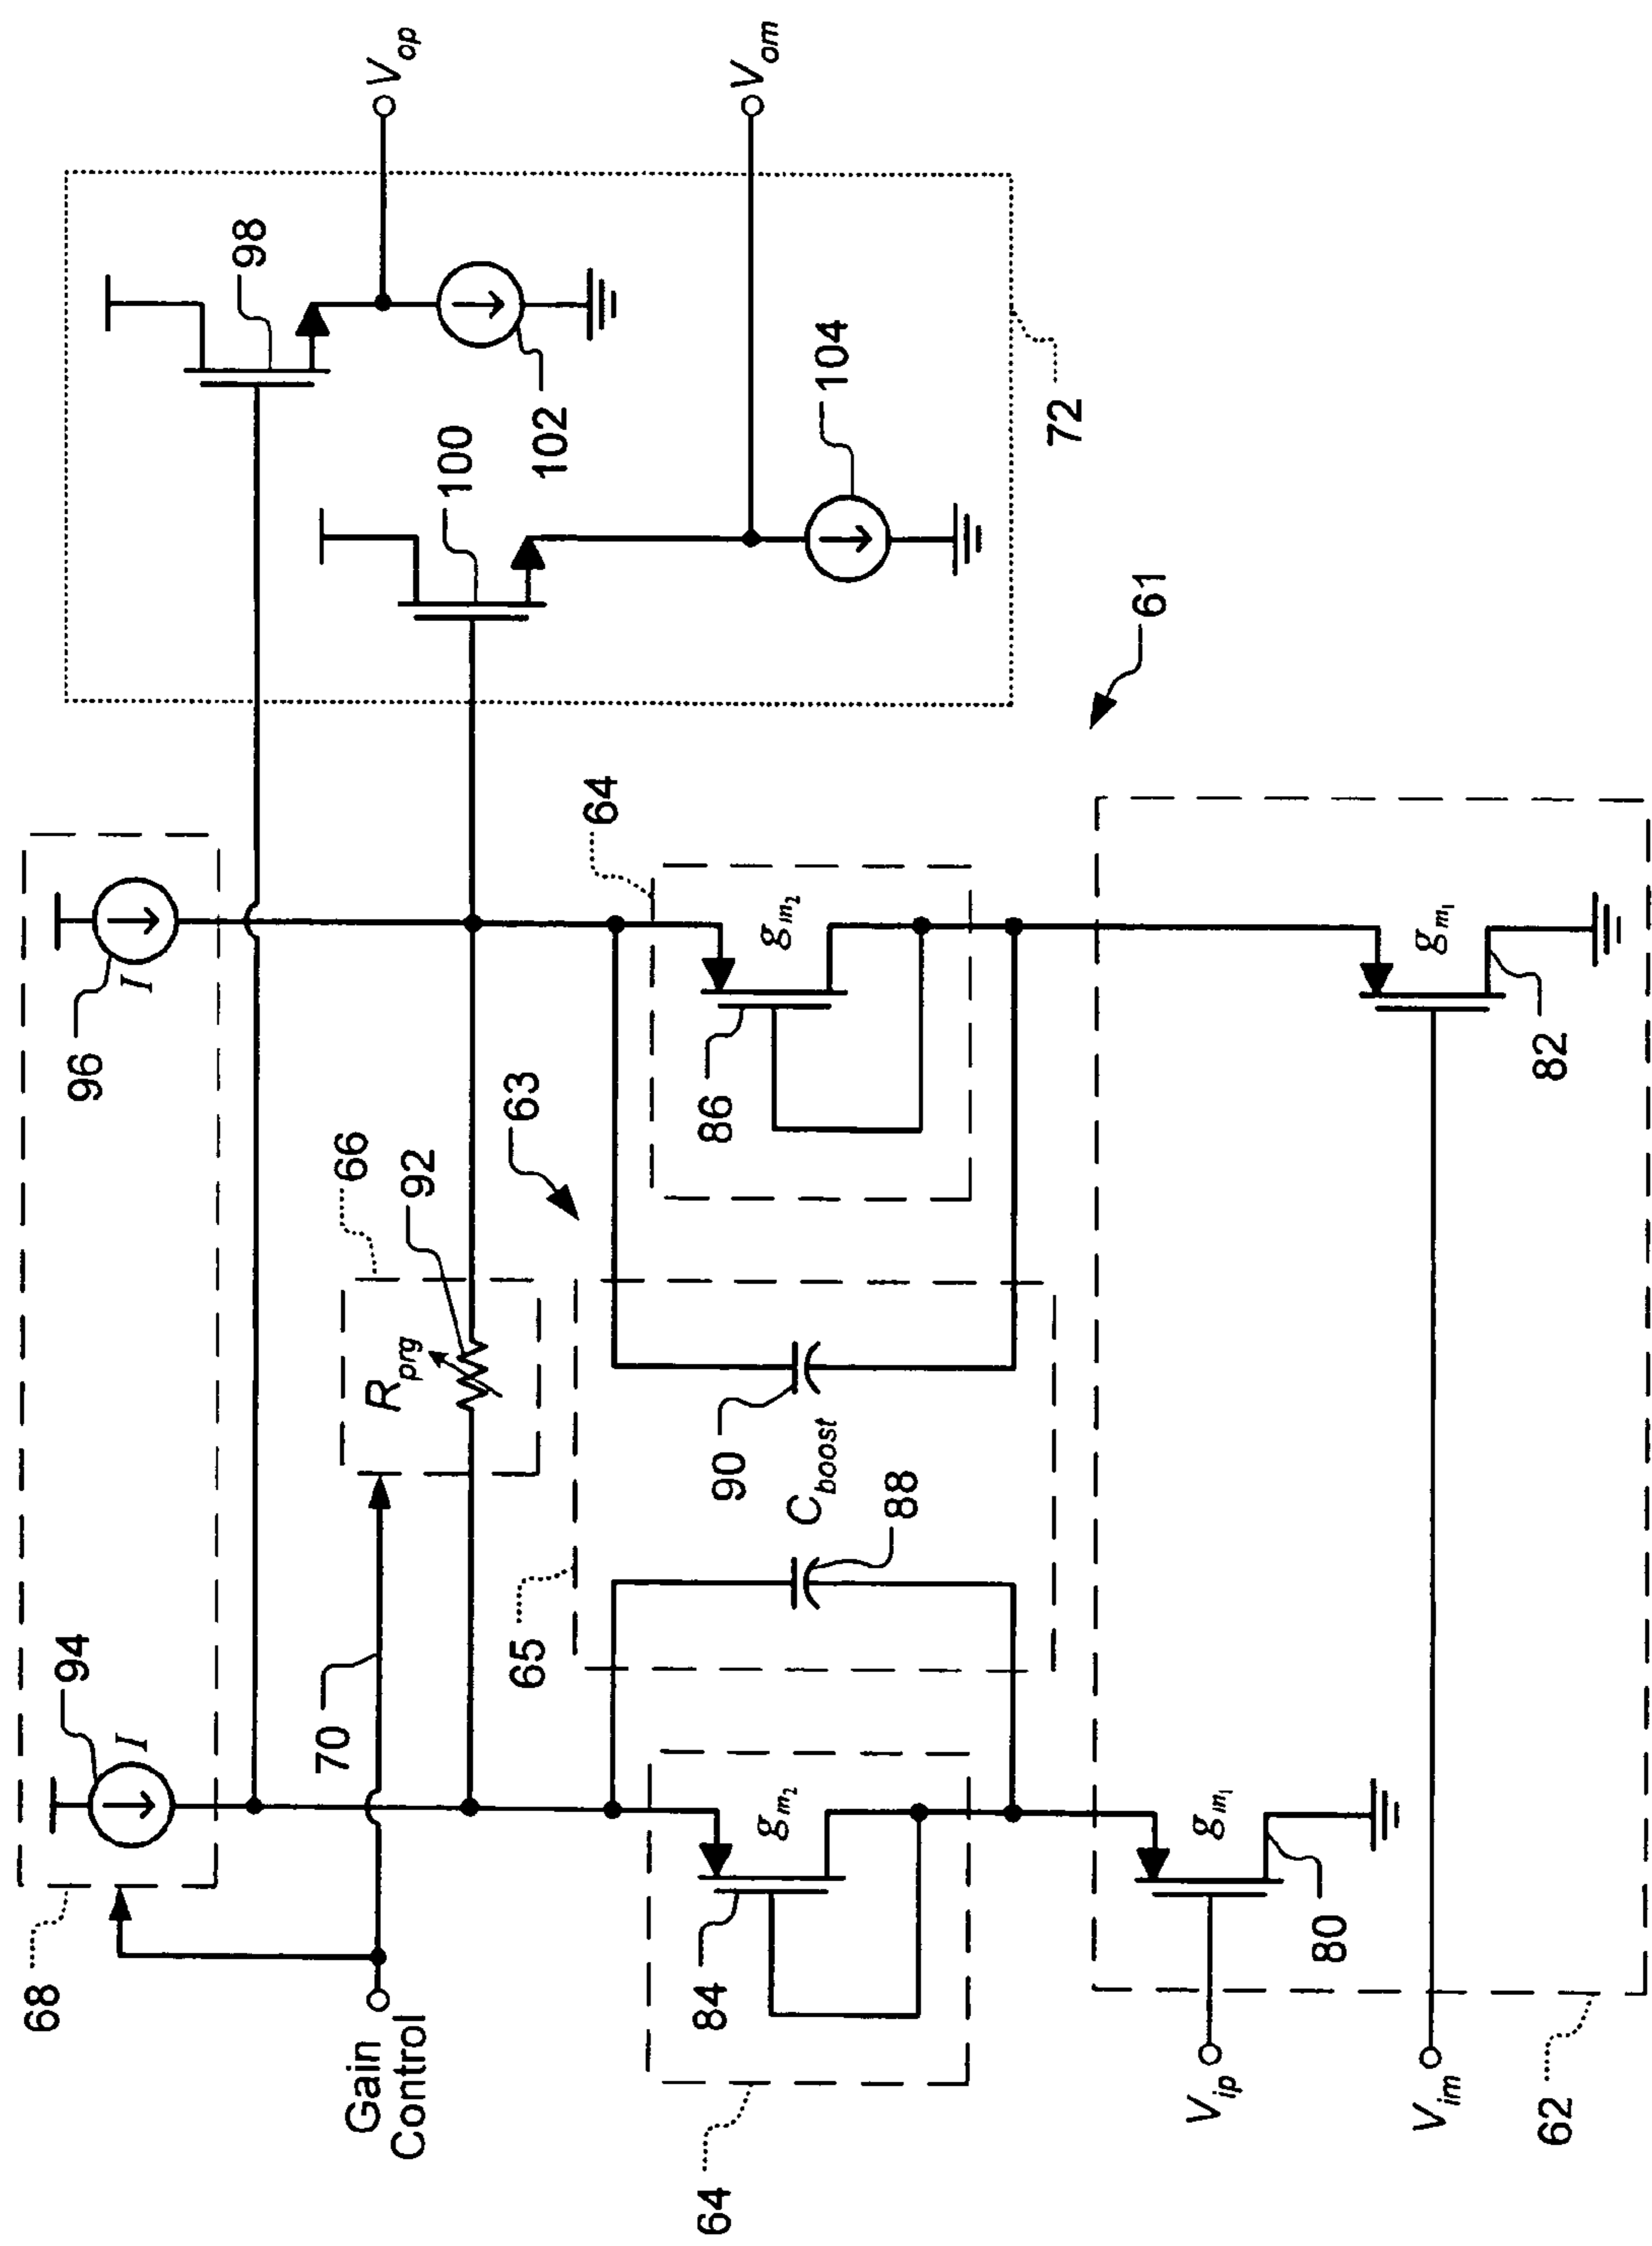 68
94
I
96
I
Gain
Control
70
66
R_prg
92
63
98
V_op
100
102
V_om
104
72
64
84
g_m2
65
90
C_boost
88
86
g_m2
64
61
V_ip
80
g_m1
V_im
82
g_m1
62